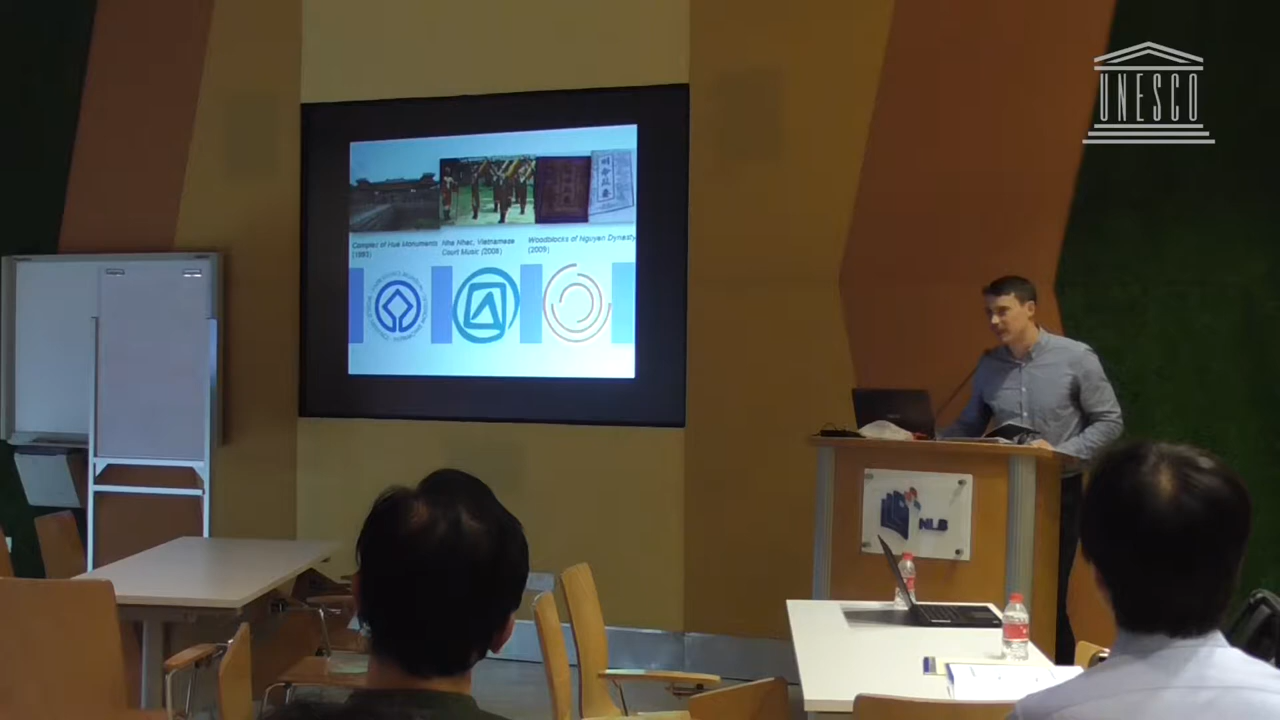 UNESCO
Complex of Hue Monuments
(1993)
Nha Nhac, Vietnamese
Court Music (2008)
Woodblocks of Nguyen Dynasty
(2009)
NLB